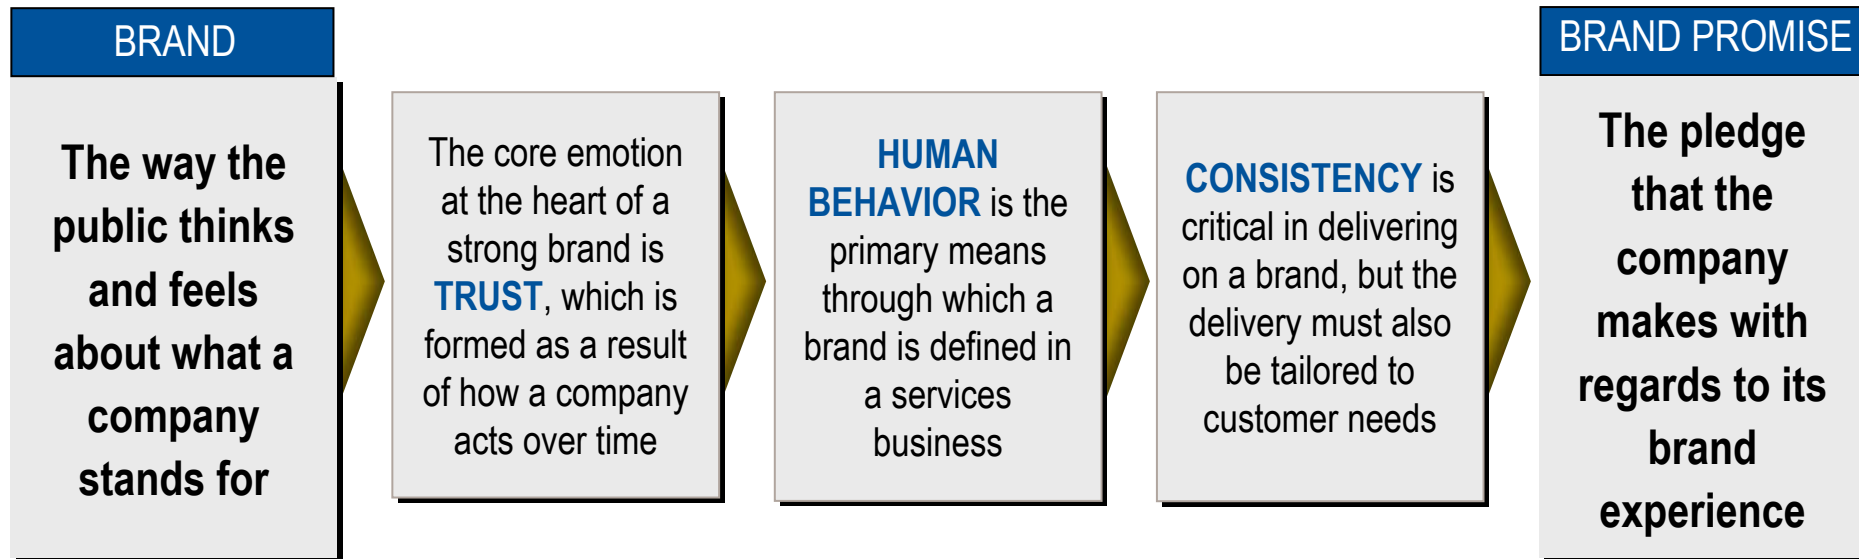 BRAND
The way the
public thinks
and feels
about what a
company
stands for
The core emotion
at the heart of a
strong brand is
TRUST, which is
formed as a result
of how a company
acts over time
HUMAN
BEHAVIOR is the
primary means
through which a
brand is defined in
a services
business
CONSISTENCY is
critical in delivering
on a brand, but the
delivery must also
be tailored to
customer needs
BRAND PROMISE
The pledge
that the
company
makes with
regards to its
brand
experience